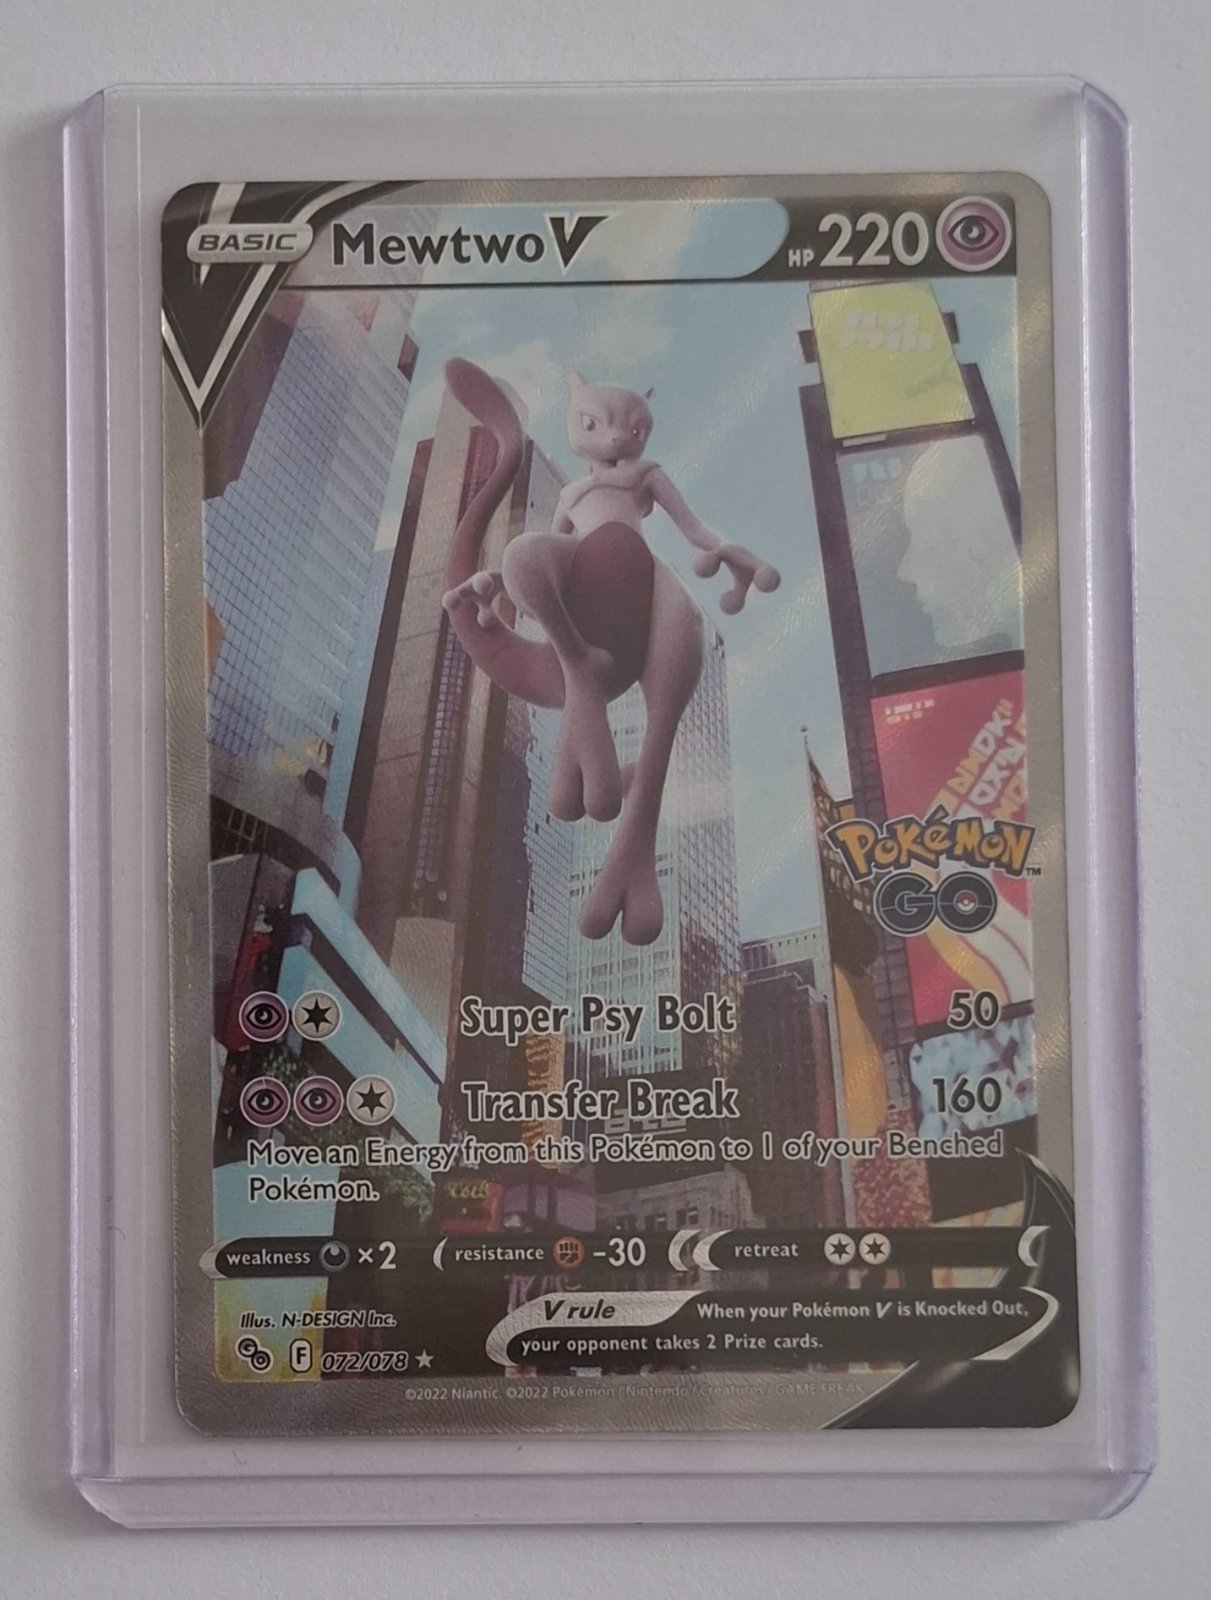 BASIC Mewtwo V HP 220
POKÉMON™
GO
Super Psy Bolt 50
Transfer Break 160
Move an Energy from this Pokémon to 1 of your Benched
Pokémon.
weakness ×2 resistance -30 retreat
Illus. N-DESIGN Inc.
V rule When your Pokémon V is Knocked Out,
your opponent takes 2 Prize cards.
GO F 072/078
©2022 Niantic. ©2022 Pokémon / Nintendo / Creatures / GAME FREAK